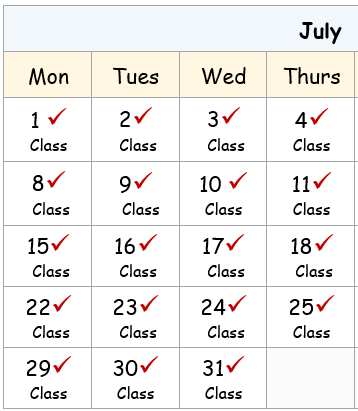 July
Mon Tues Wed Thurs
1 ✓ 2 ✓ 3 ✓ 4 ✓
Class Class Class Class
8 ✓ 9 ✓ 10 ✓ 11 ✓
Class Class Class Class
15 ✓ 16 ✓ 17 ✓ 18 ✓
Class Class Class Class
22 ✓ 23 ✓ 24 ✓ 25 ✓
Class Class Class Class
29 ✓ 30 ✓ 31 ✓
Class Class Class